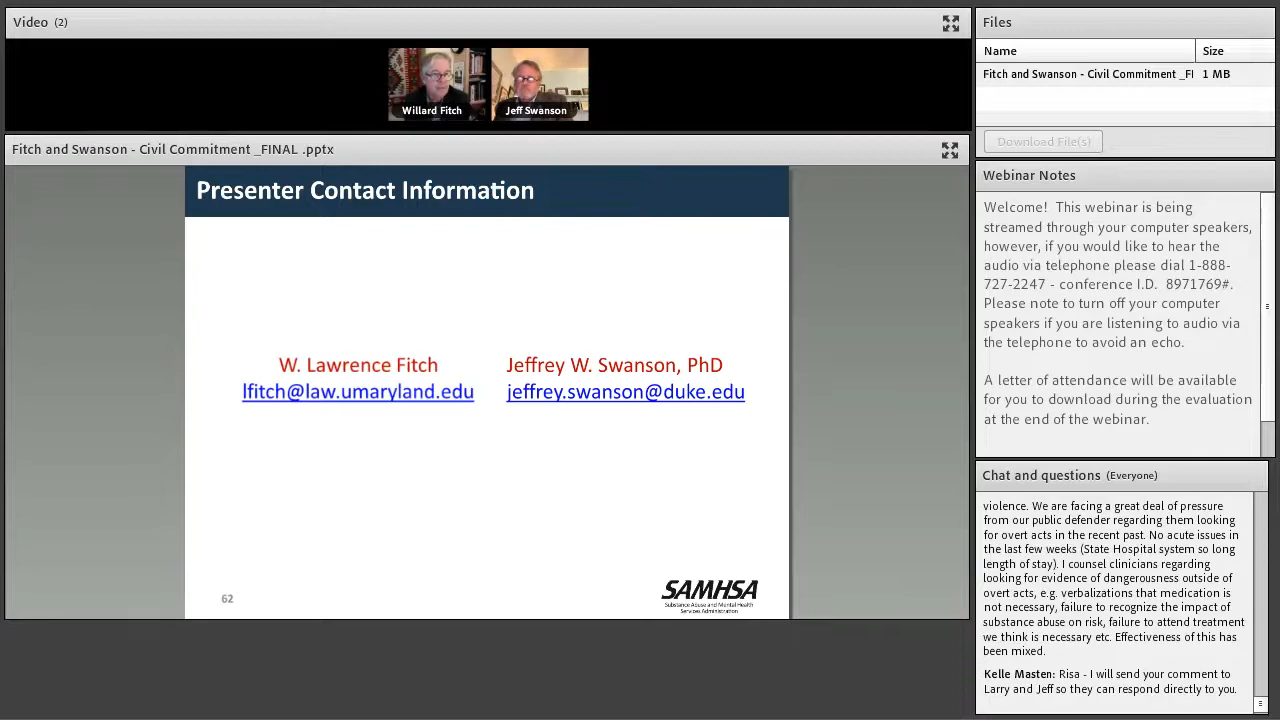 Video (2)
Willard Fitch
Jeff Swanson
Fitch and Swanson - Civil Commitment _FINAL .pptx
Presenter Contact Information
W. Lawrence Fitch
lfitch@law.umaryland.edu
Jeffrey W. Swanson, PhD
jeffrey.swanson@duke.edu
62
SAMHSA
Substance Abuse and Mental Health
Services Administration
Files
Name Size
Fitch and Swanson - Civil Commitment _FI 1 MB
Download File(s)
Webinar Notes
Welcome! This webinar is being
streamed through your computer speakers,
however, if you would like to hear the
audio via telephone please dial 1-888-
727-2247 - conference I.D. 8971769#.
Please note to turn off your computer
speakers if you are listening to audio via
the telephone to avoid an echo.
A letter of attendance will be available
for you to download during the evaluation
at the end of the webinar.
Chat and questions (Everyone)
violence. We are facing a great deal of pressure
from our public defender regarding them looking
for overt acts in the recent past. No acute issues in
the last few weeks (State Hospital system so long
length of stay). I counsel clinicians regarding
looking for evidence of dangerousness outside of
overt acts, e.g. verbalizations that medication is
not necessary, failure to recognize the impact of
substance abuse on risk, failure to attend treatment
we think is necessary etc. Effectiveness of this has
been mixed.
Kelle Masten: Risa - I will send your comment to
Larry and Jeff so they can respond directly to you.